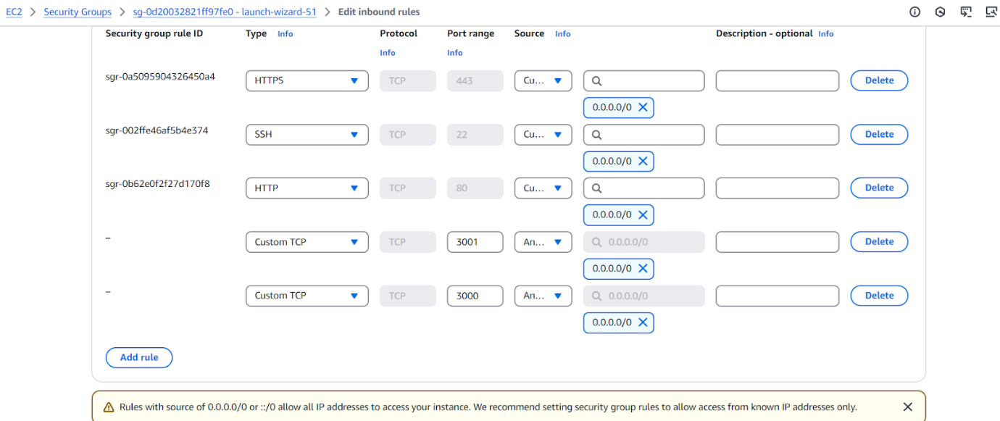 EC2 > Security Groups > sg-0d20032821ff97fe0 - launch-wizard-51 > Edit inbound rules
Security group rule ID Type Info Protocol Info Port range Info Source Info Description - optional Info
sgr-0a5095904326450a4 HTTPS TCP 443 Cu... Delete
0.0.0.0/0
sgr-002ffe46af5b4e374 SSH TCP 22 Cu... Delete
0.0.0.0/0
sgr-0b62e0f2f27d170f8 HTTP TCP 80 Cu... Delete
0.0.0.0/0
– Custom TCP TCP 3001 An... 0.0.0.0/0 Delete
0.0.0.0/0
– Custom TCP TCP 3000 An... 0.0.0.0/0 Delete
0.0.0.0/0
Add rule
Rules with source of 0.0.0.0/0 or ::/0 allow all IP addresses to access your instance. We recommend setting security group rules to allow access from known IP addresses only.